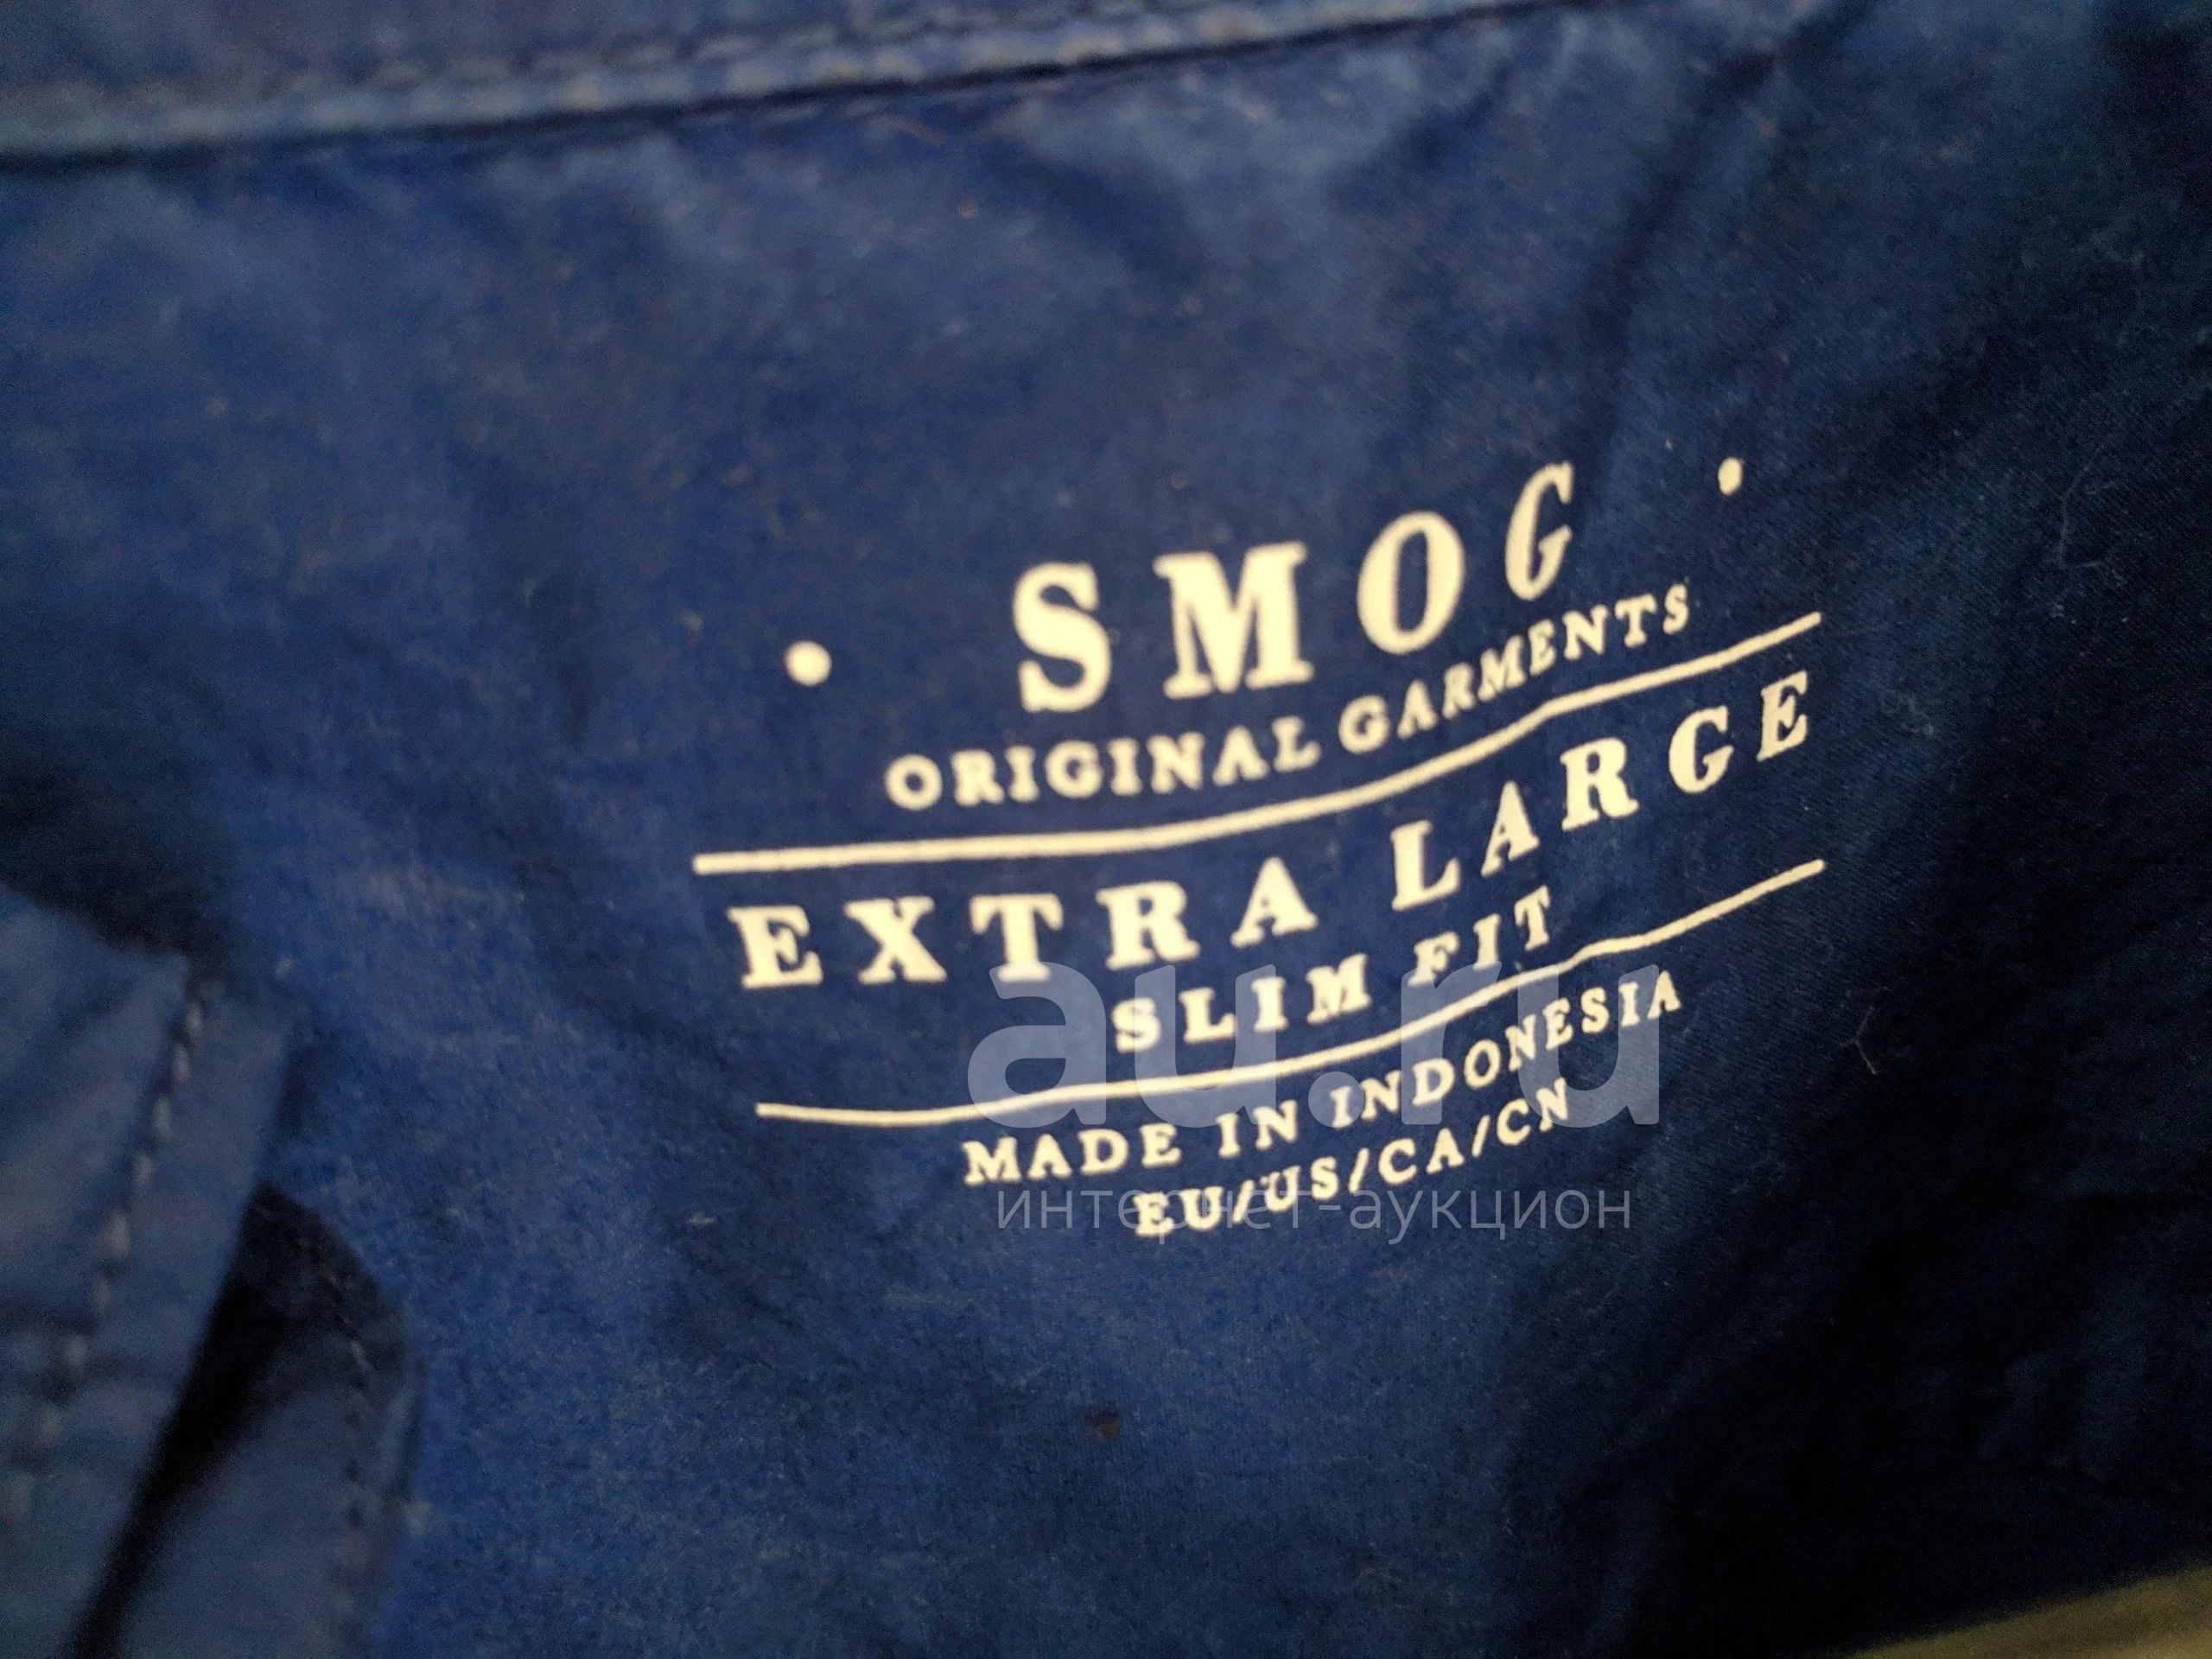 • SMOG •
ORIGINAL GARMENTS
EXTRA LARGE
SLIM FIT
au.ru
MADE IN INDONESIA
EU/US/CA/CN
интернет-аукцион